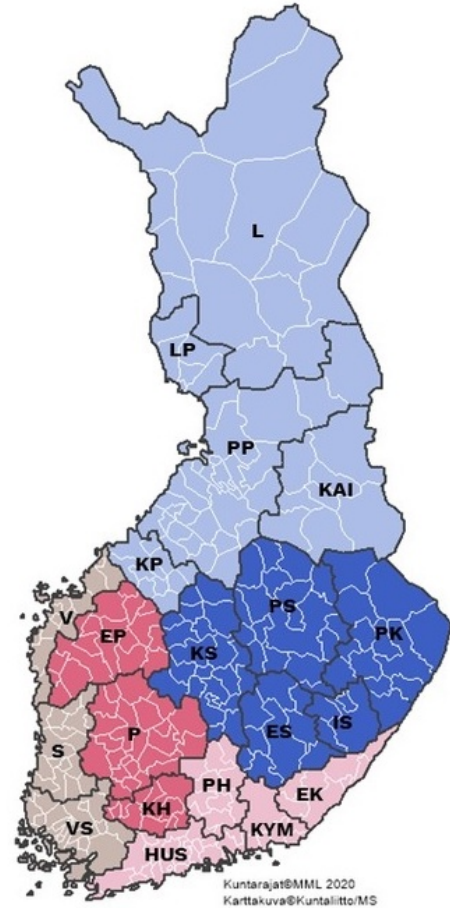 L
LP
PP
KAI
KP
V
EP
KS
PS
PK
S
P
ES
IS
VS
KH
PH
EK
HUS
KYM
Kuntarajat©MML 2020
Karttakuva©Kuntaliitto/MS